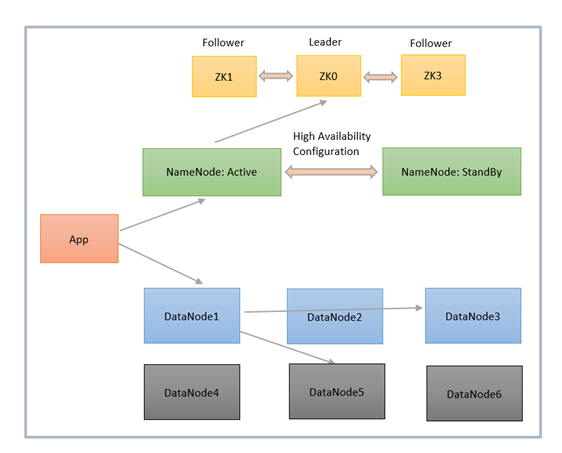 Follower
Leader
Follower
ZK1
ZK0
ZK3
High Availability
Configuration
NameNode: Active
NameNode: StandBy
App
DataNode1
DataNode2
DataNode3
DataNode4
DataNode5
DataNode6